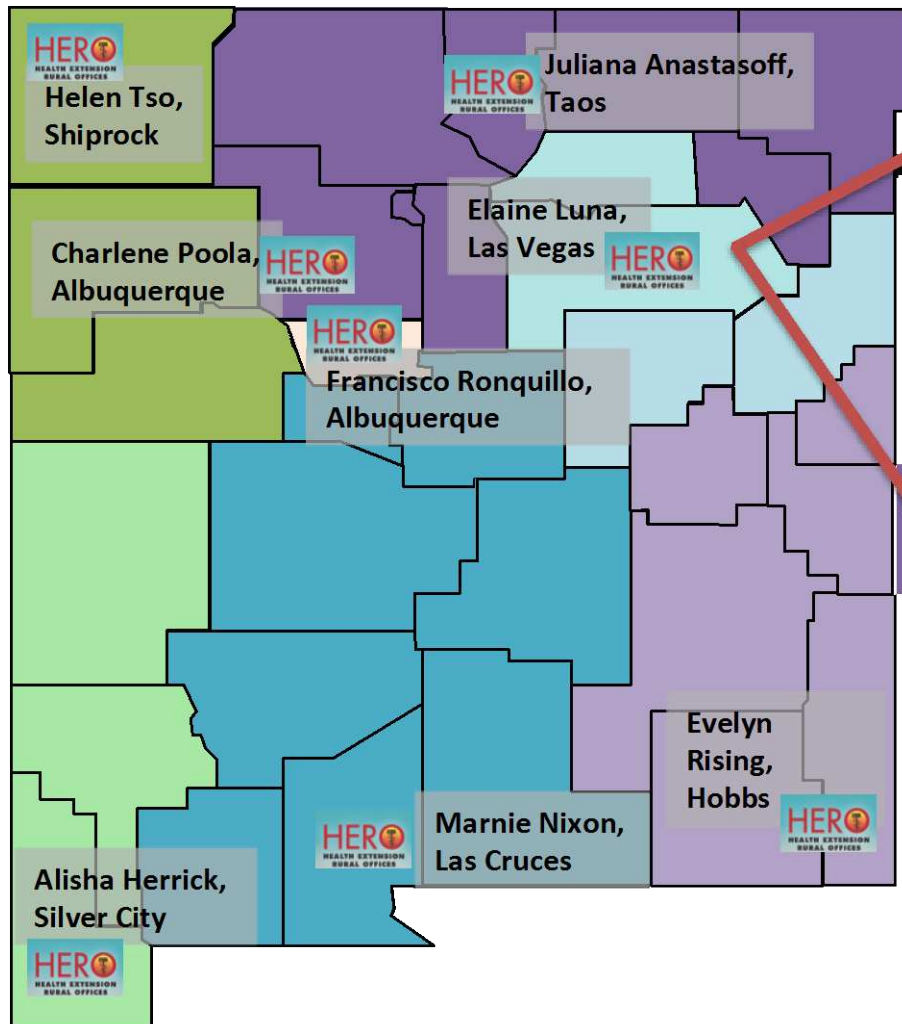 HERO
HEALTH EXTENSION
RURAL OFFICES
Helen Tso,
Shiprock
HERO
HEALTH EXTENSION
RURAL OFFICES
Juliana Anastasoff,
Taos
Elaine Luna,
Las Vegas
HERO
HEALTH EXTENSION
RURAL OFFICES
Charlene Poola,
Albuquerque
HERO
HEALTH EXTENSION
RURAL OFFICES
HERO
HEALTH EXTENSION
RURAL OFFICES
Francisco Ronquillo,
Albuquerque
Evelyn
Rising,
Hobbs
HERO
HEALTH EXTENSION
RURAL OFFICES
HERO
HEALTH EXTENSION
RURAL OFFICES
Marnie Nixon,
Las Cruces
Alisha Herrick,
Silver City
HERO
HEALTH EXTENSION
RURAL OFFICES